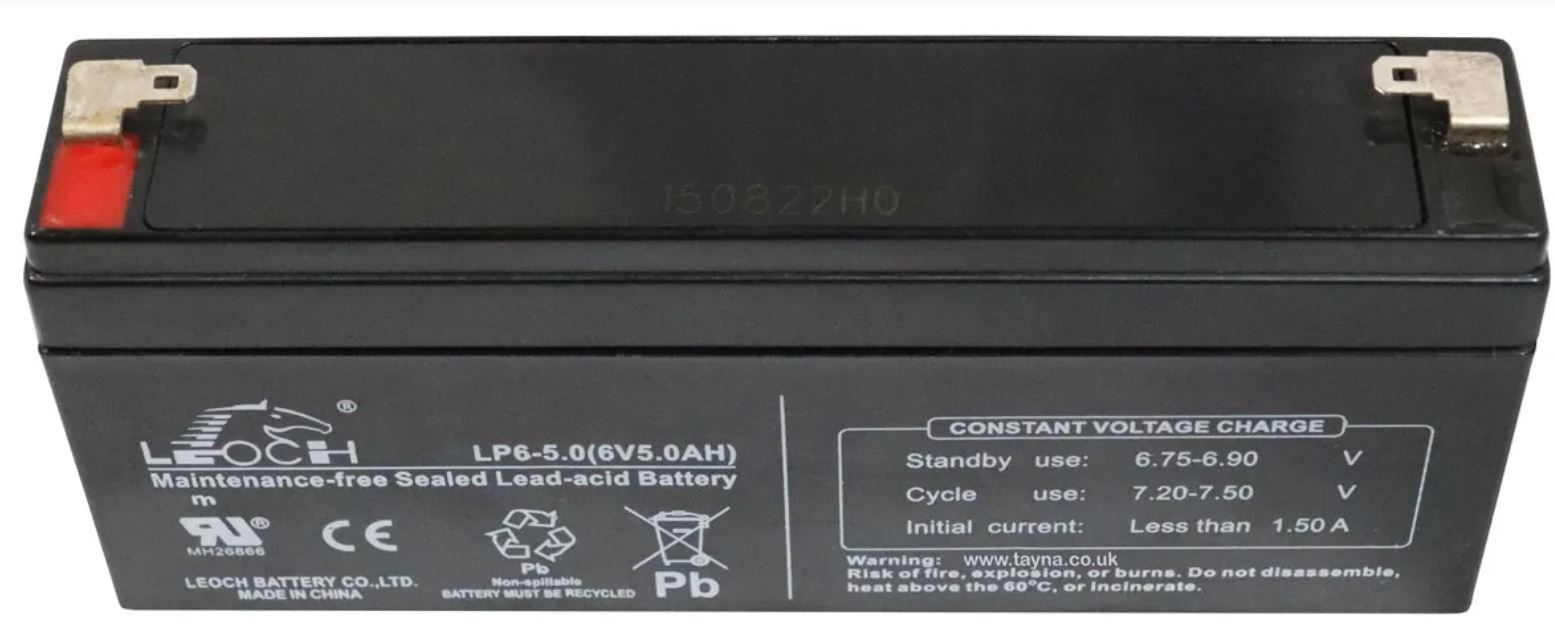 150822H0
LEOCH®
LP6-5.0(6V5.0AH)
Maintenance-free Sealed Lead-acid Battery
m
RU®
MH26866
CE
Pb
Non-spillable
BATTERY MUST BE RECYCLED
Pb
LEOCH BATTERY CO.,LTD.
MADE IN CHINA
CONSTANT VOLTAGE CHARGE
Standby use: 6.75-6.90 V
Cycle use: 7.20-7.50 V
Initial current: Less than 1.50 A
Warning: www.tayna.co.uk
Risk of fire, explosion, or burns. Do not disassemble,
heat above the 60°C, or incinerate.